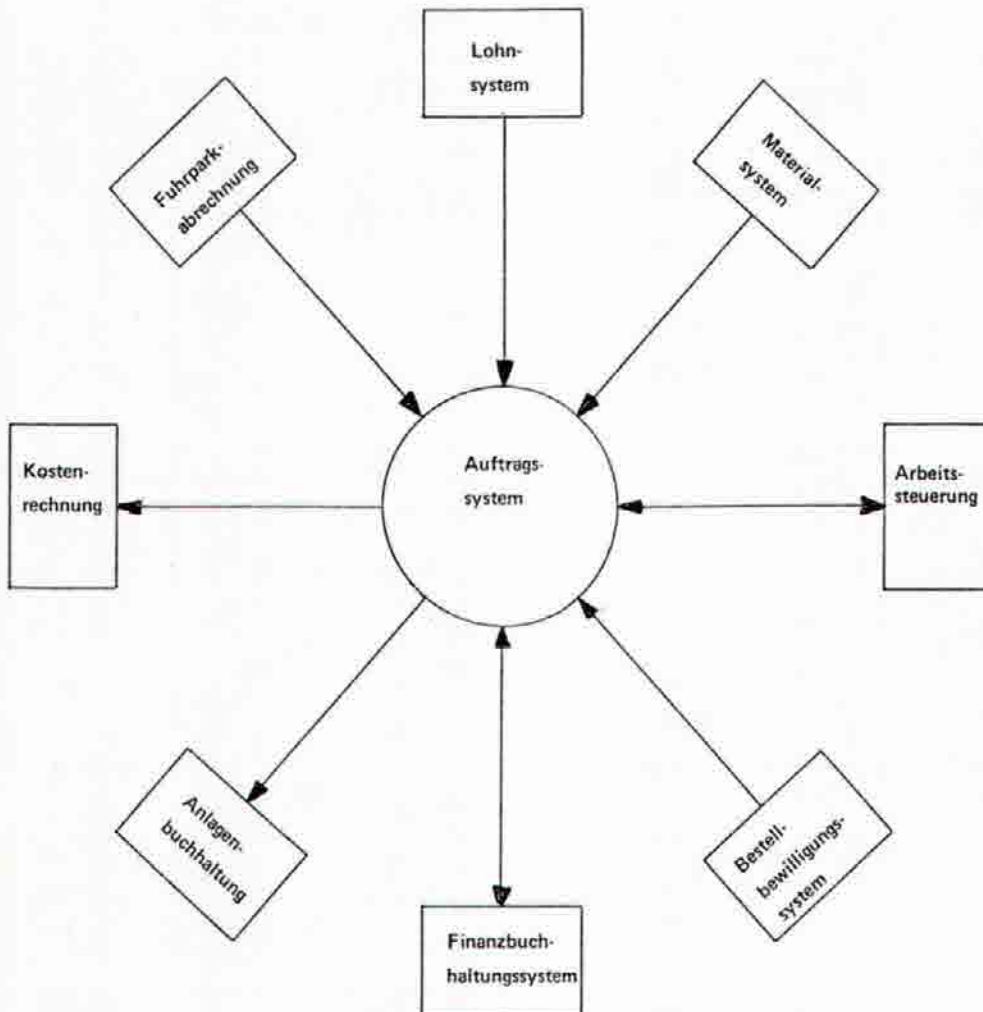 Lohn-
system
Fuhrpark-
abrechnung
Material-
system
Kosten-
rechnung
Auftrags-
system
Arbeits-
steuerung
Anlagen-
buchhaltung
Bestell-
bewilligungs-
system
Finanzbuch-
haltungssystem